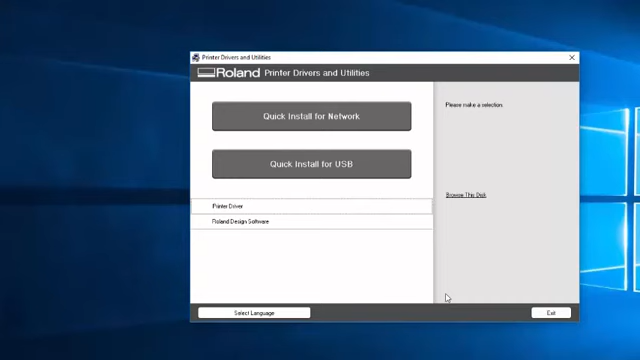 Printer Drivers and Utilities
Roland Printer Drivers and Utilities
Quick Install for Network
Quick Install for USB
Printer Driver
Roland Design Software
Please make a selection.
Browse This Disk
Select Language
Exit